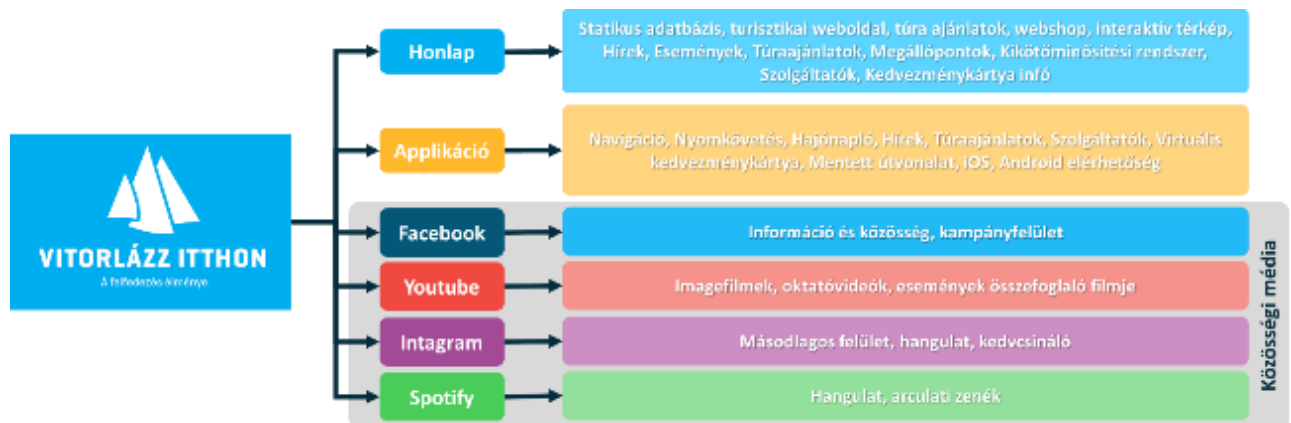 VITORLÁZZ ITTHON
A felfedezés élménye
Honlap
Statikus adatbázis, turisztikai weboldal, túra ajánlatok, webshop, interaktív térkép,
Hírek, Események, Túraajánlatok, Megállópontok, Kikötőminősítési rendszer,
Szolgáltatók, Kedvezménykártya infó
Applikáció
Navigáció, Nyomkövetés, Hajónapló, Hírek, Túraajánlatok, Szolgáltatók, Virtuális
kedvezménykártya, Mentett útvonalat, iOS, Android elérhetőség
Facebook
Információ és közösség, kampányfelület
Youtube
Imagefilmek, oktatóvideók, események összefoglaló filmje
Intagram
Másodlagos felület, hangulat, kedvcsináló
Spotify
Hangulat, arculati zenék
Közösségi média